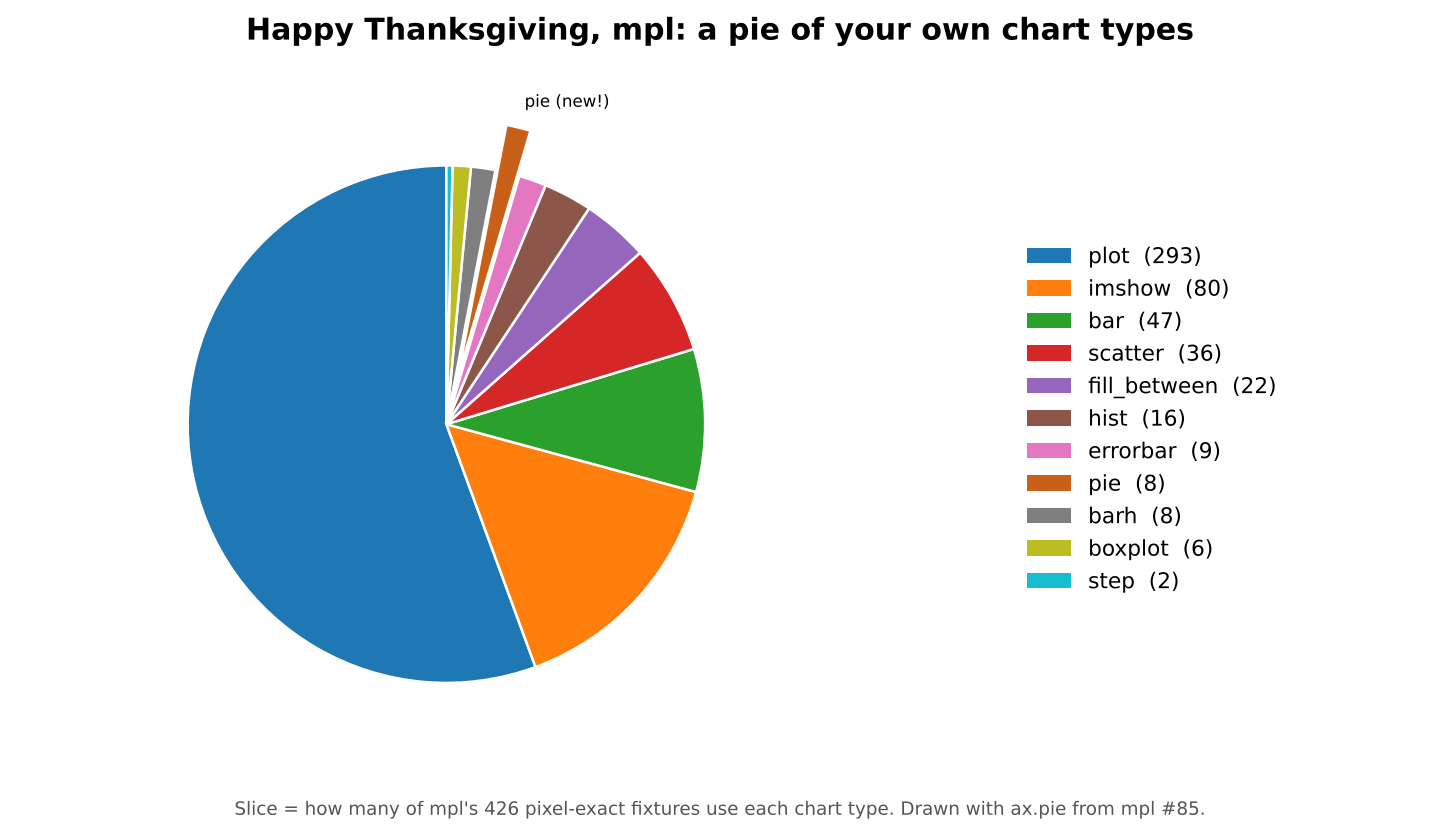 Happy Thanksgiving, mpl: a pie of your own chart types
pie (new!)
plot (293)
imshow (80)
bar (47)
scatter (36)
fill_between (22)
hist (16)
errorbar (9)
pie (8)
barh (8)
boxplot (6)
step (2)
Slice = how many of mpl's 426 pixel-exact fixtures use each chart type. Drawn with ax.pie from mpl #85.